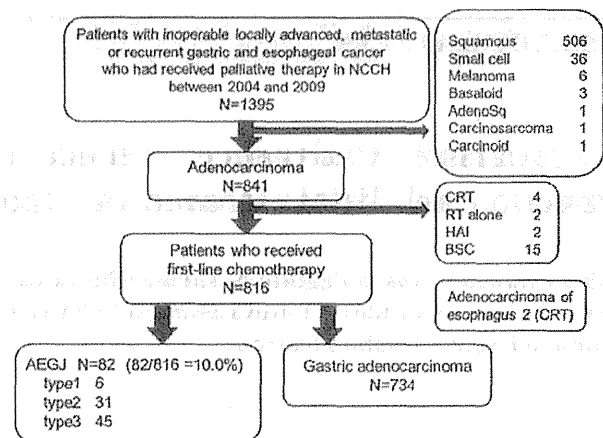 Patients with inoperable locally advanced, metastatic
or recurrent gastric and esophageal cancer
who had received palliative therapy in NCCH
between 2004 and 2009
N=1395
Squamous 506
Small cell 36
Melanoma 6
Basaloid 3
AdenoSq 1
Carcinosarcoma 1
Carcinoid 1
Adenocarcinoma
N=841
CRT 4
RT alone 2
HAI 2
BSC 15
Patients who received
first-line chemotherapy
N=816
Adenocarcinoma of
esophagus 2 (CRT)
AEGJ N=82 (82/816 =10.0%)
type1 6
type2 31
type3 45
Gastric adenocarcinoma
N=734